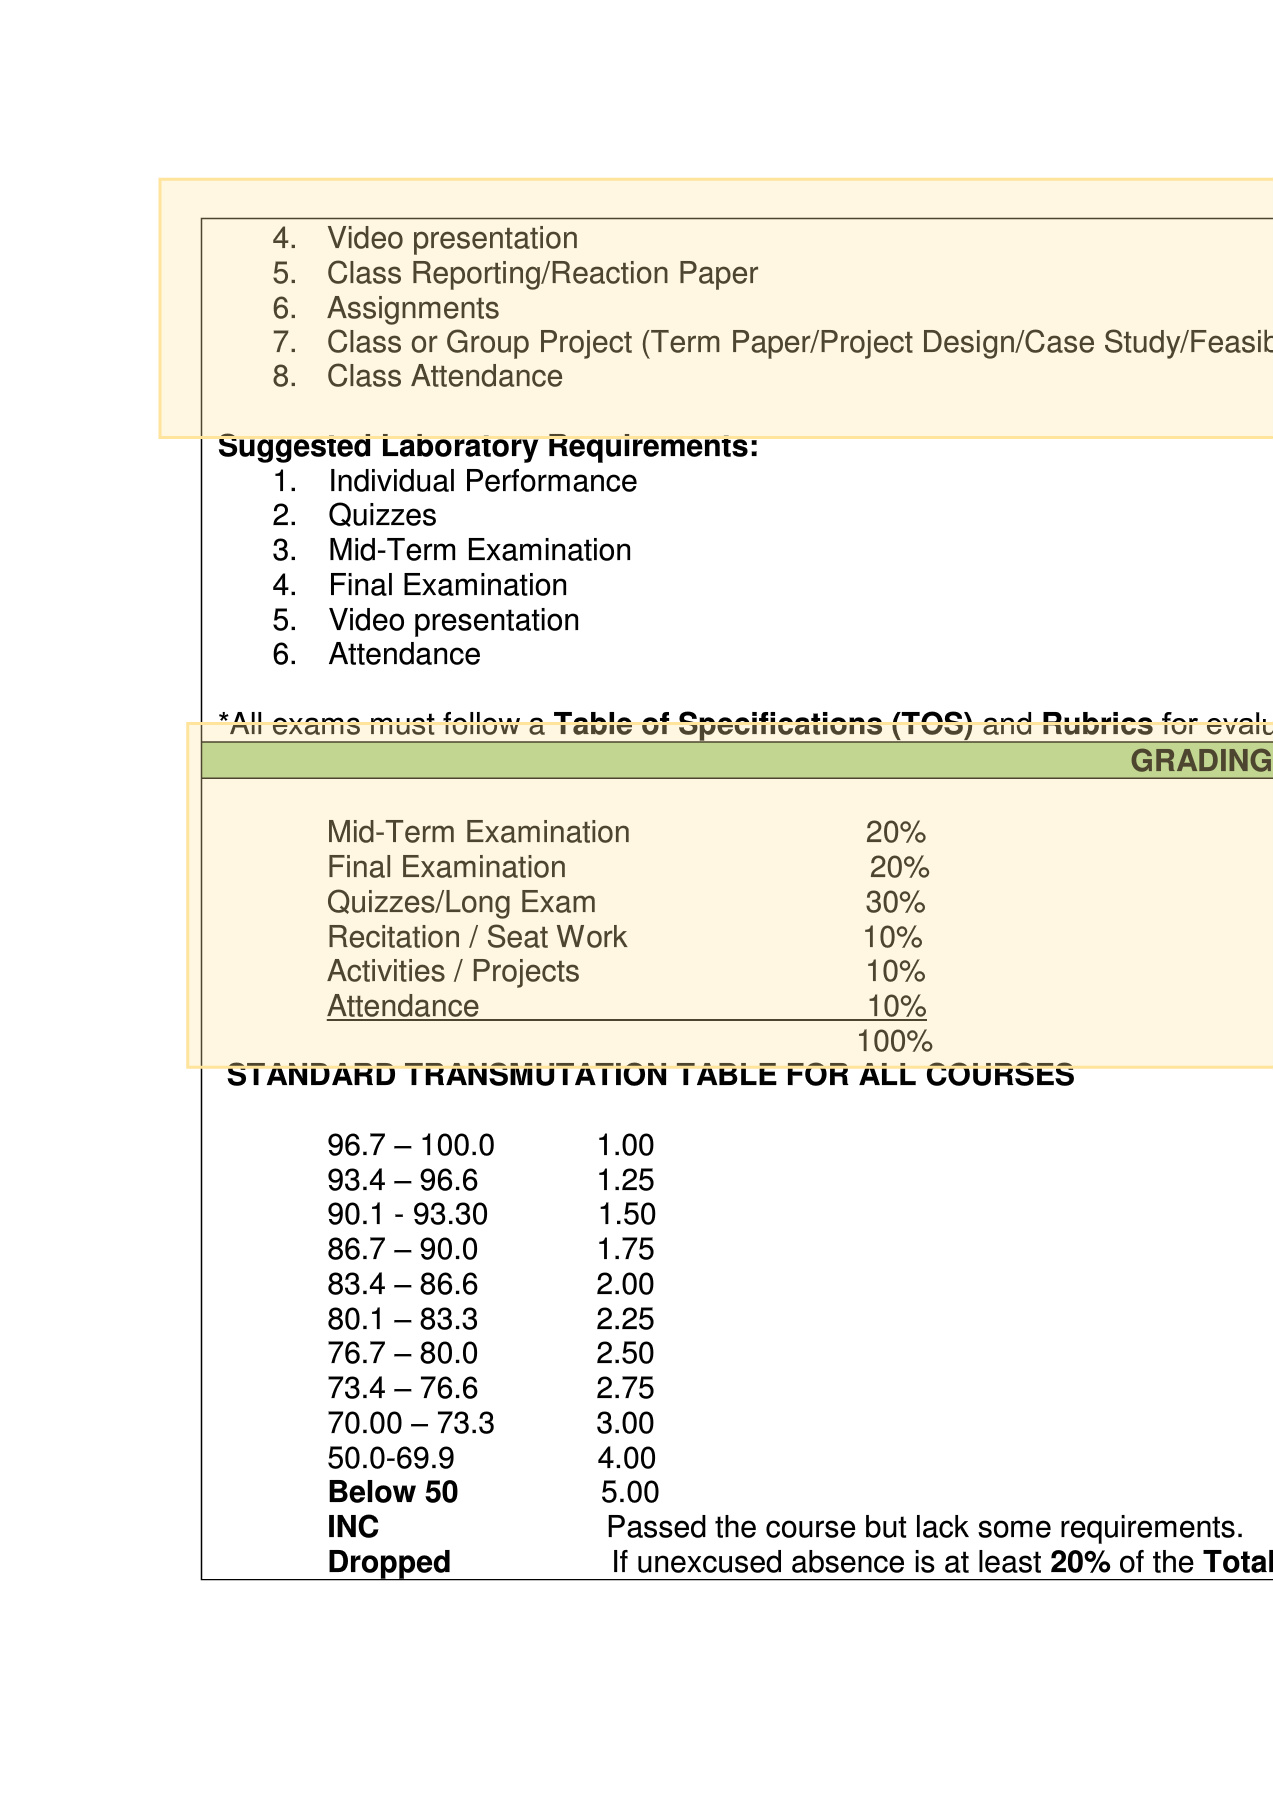 4. Video presentation
5. Class Reporting/Reaction Paper
6. Assignments
7. Class or Group Project (Term Paper/Project Design/Case Study/Feasib
8. Class Attendance
Suggested Laboratory Requirements:
1. Individual Performance
2. Quizzes
3. Mid-Term Examination
4. Final Examination
5. Video presentation
6. Attendance
*All exams must follow a Table of Specifications (TOS) and Rubrics for evalu
GRADING
Mid-Term Examination 20%
Final Examination 20%
Quizzes/Long Exam 30%
Recitation / Seat Work 10%
Activities / Projects 10%
Attendance 10%
100%
STANDARD TRANSMUTATION TABLE FOR ALL COURSES
96.7 – 100.0 1.00
93.4 – 96.6 1.25
90.1 - 93.30 1.50
86.7 – 90.0 1.75
83.4 – 86.6 2.00
80.1 – 83.3 2.25
76.7 – 80.0 2.50
73.4 – 76.6 2.75
70.00 – 73.3 3.00
50.0-69.9 4.00
Below 50 5.00
INC Passed the course but lack some requirements.
Dropped If unexcused absence is at least 20% of the Total